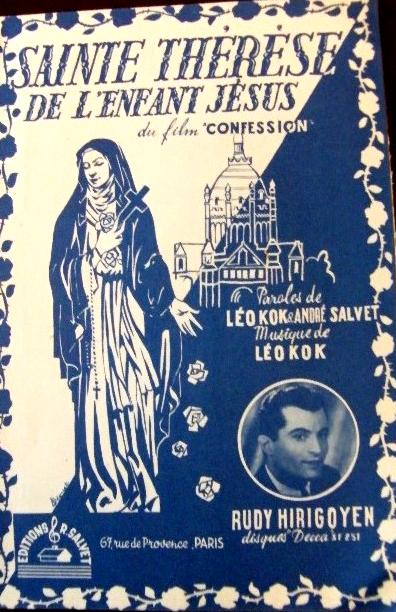 SAINTE THÉRÈSE
DE L'ENFANT JÉSUS
du film "CONFESSION"
Paroles de
LÉO KOK & ANDRÉ SALVET
Musique de
LÉO KOK
RUDY HIRIGOYEN
disques "Decca"
EDITIONS R. SALVET
67, rue de Provence, PARIS